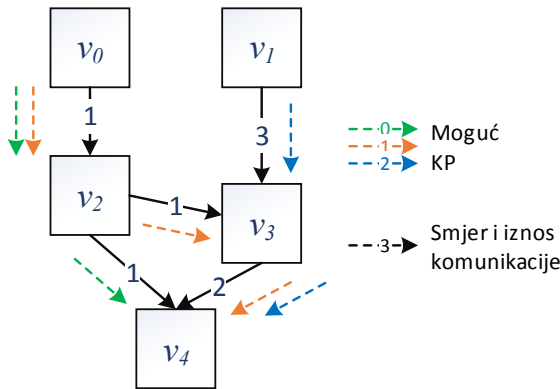 v0 v1
1 3
0 Moguć
1
2 KP
v2 1 v3
3 Smjer i iznos
komunikacije
1 2
v4